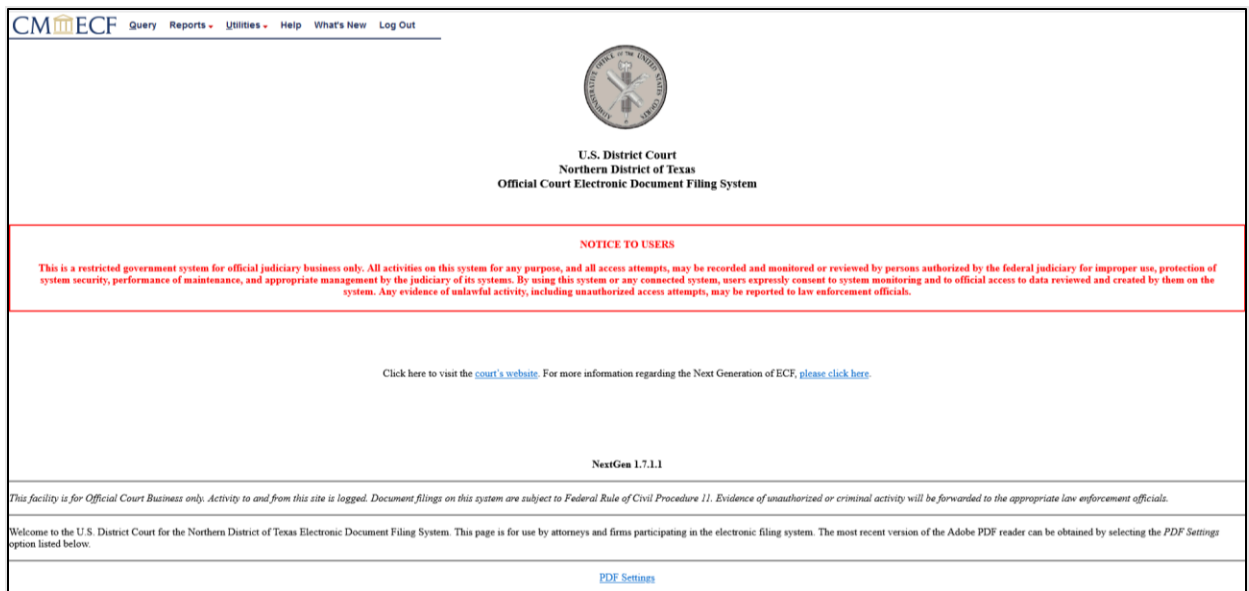 CM ECF Query Reports Utilities Help What's New Log Out
ADMINISTRATIVE OFFICE OF THE UNITED STATES COURTS
U.S. District Court
Northern District of Texas
Official Court Electronic Document Filing System
NOTICE TO USERS
This is a restricted government system for official judiciary business only. All activities on this system for any purpose, and all access attempts, may be recorded and monitored or reviewed by persons authorized by the federal judiciary for improper use, protection of
system security, performance of maintenance, and appropriate management by the judiciary of its systems. By using this system or any connected system, users expressly consent to system monitoring and to official access to data reviewed and created by them on the
system. Any evidence of unlawful activity, including unauthorized access attempts, may be reported to law enforcement officials.
Click here to visit the court's website. For more information regarding the Next Generation of ECF, please click here.
NextGen 1.7.1.1
This facility is for Official Court Business only. Activity to and from this site is logged. Document filings on this system are subject to Federal Rule of Civil Procedure 11. Evidence of unauthorized or criminal activity will be forwarded to the appropriate law enforcement officials.
Welcome to the U.S. District Court for the Northern District of Texas Electronic Document Filing System. This page is for use by attorneys and firms participating in the electronic filing system. The most recent version of the Adobe PDF reader can be obtained by selecting the PDF Settings
option listed below.
PDF Settings